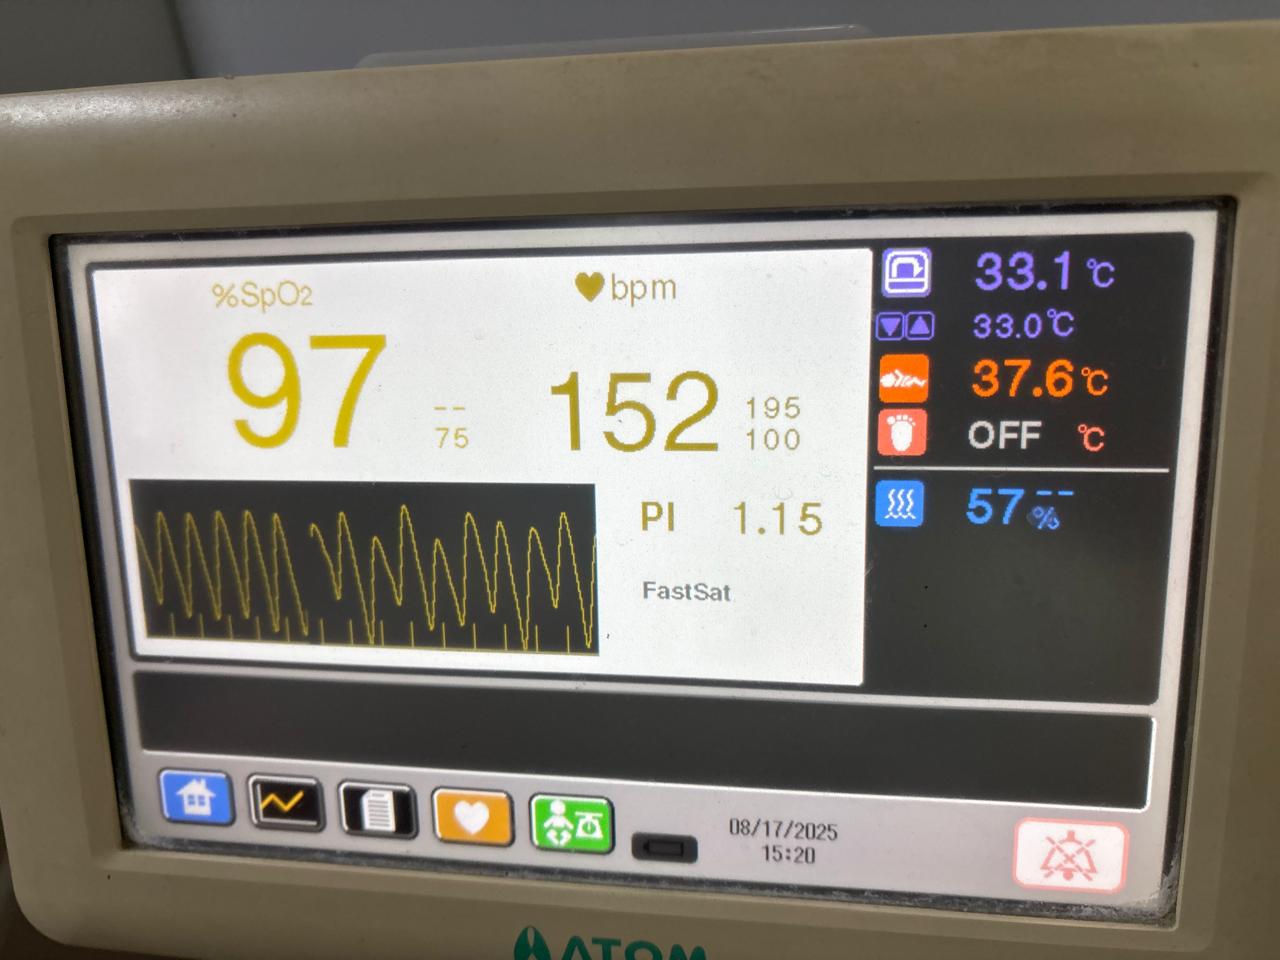 %SpO2
97
--
75
bpm
152
195
100
PI 1.15
FastSat
33.1 ℃
33.0℃
37.6℃
OFF ℃
57 --
%
08/17/2025
15:20
ATOM